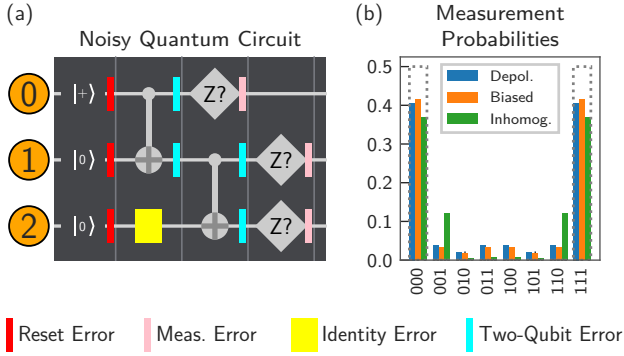 (a)
Noisy Quantum Circuit
0 |+⟩ Z?
1 |0⟩ Z?
2 |0⟩ Z?
(b)
Measurement
Probabilities
0.5
0.4
0.3
0.2
0.1
0.0
Depol.
Biased
Inhomog.
000 001 010 011 100 101 110 111
Reset Error Meas. Error Identity Error Two-Qubit Error